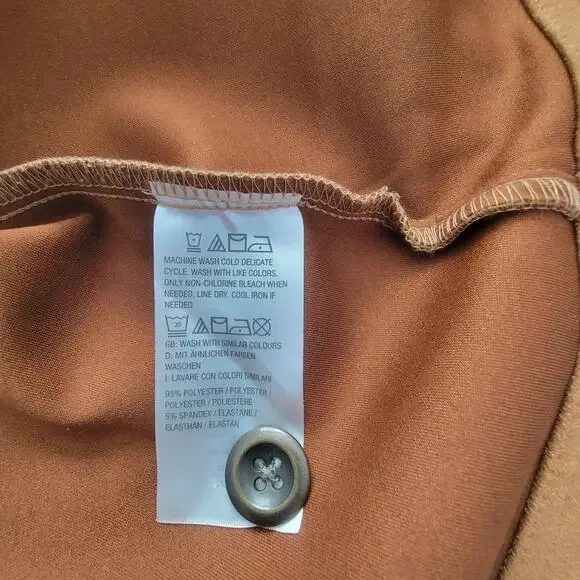 MACHINE WASH COLD DELICATE
CYCLE. WASH WITH LIKE COLORS.
ONLY NON-CHLORINE BLEACH WHEN
NEEDED. LINE DRY. COOL IRON IF
NEEDED
30
GB: WASH WITH SIMILAR COLOURS
D: MIT ÄHNLICHEN FARBEN
WASCHEN
I: LAVARE CON COLORI SIMILARI
95% POLYESTER / POLYESTER /
POLYESTER / POLIESTERE
5% SPANDEX / ELASTANE /
ELASTHAN / ELASTAN